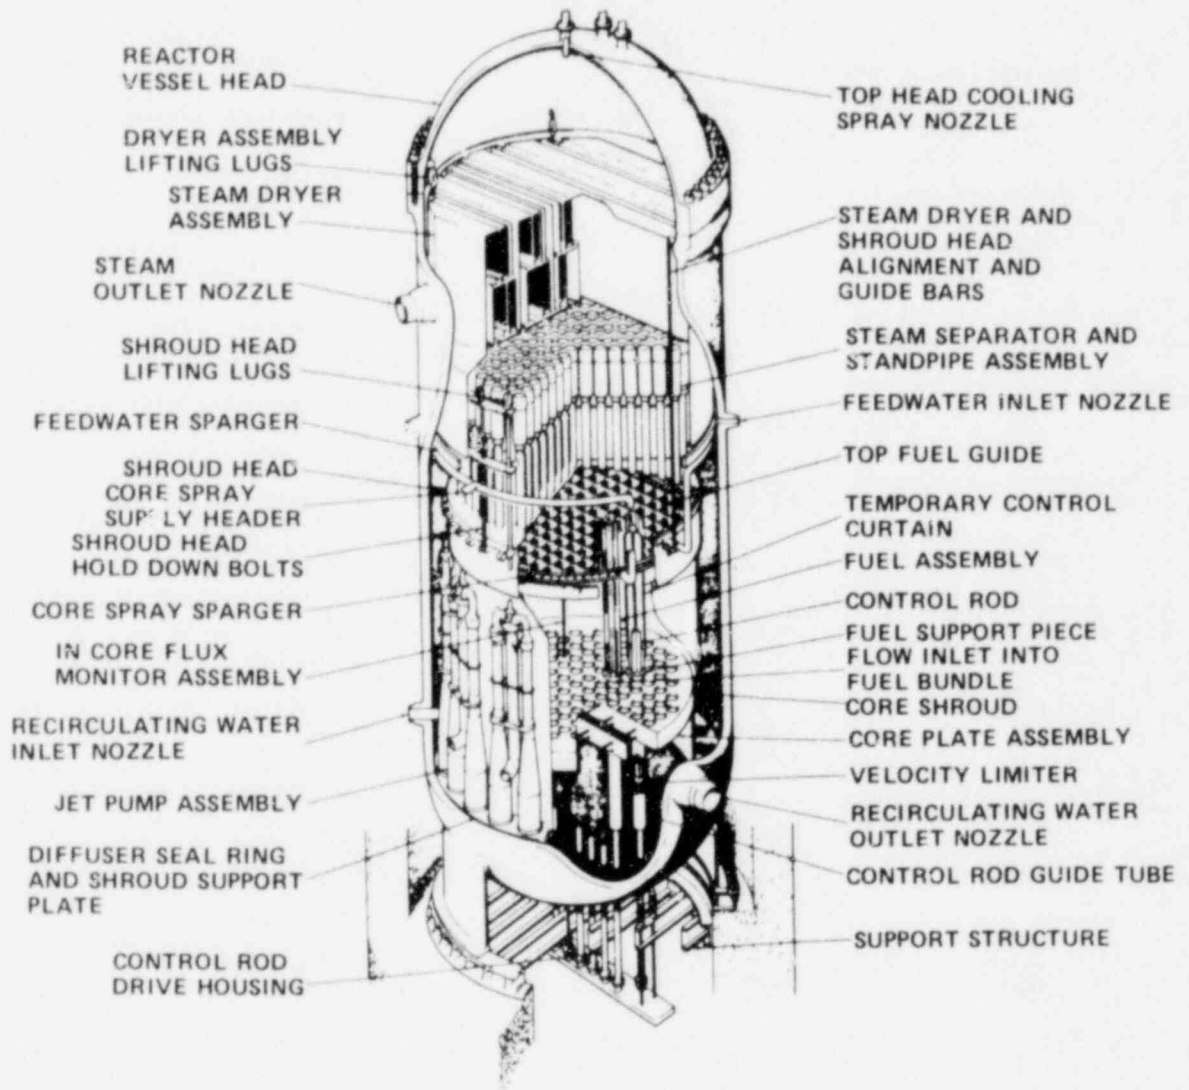 REACTOR
VESSEL HEAD
DRYER ASSEMBLY
LIFTING LUGS
STEAM DRYER
ASSEMBLY
STEAM
OUTLET NOZZLE
SHROUD HEAD
LIFTING LUGS
FEEDWATER SPARGER
SHROUD HEAD
CORE SPRAY
SUPPLY HEADER
SHROUD HEAD
HOLD DOWN BOLTS
CORE SPRAY SPARGER
IN CORE FLUX
MONITOR ASSEMBLY
RECIRCULATING WATER
INLET NOZZLE
JET PUMP ASSEMBLY
DIFFUSER SEAL RING
AND SHROUD SUPPORT
PLATE
CONTROL ROD
DRIVE HOUSING
TOP HEAD COOLING
SPRAY NOZZLE
STEAM DRYER AND
SHROUD HEAD
ALIGNMENT AND
GUIDE BARS
STEAM SEPARATOR AND
STANDPIPE ASSEMBLY
FEEDWATER INLET NOZZLE
TOP FUEL GUIDE
TEMPORARY CONTROL
CURTAIN
FUEL ASSEMBLY
CONTROL ROD
FUEL SUPPORT PIECE
FLOW INLET INTO
FUEL BUNDLE
CORE SHROUD
CORE PLATE ASSEMBLY
VELOCITY LIMITER
RECIRCULATING WATER
OUTLET NOZZLE
CONTROL ROD GUIDE TUBE
SUPPORT STRUCTURE